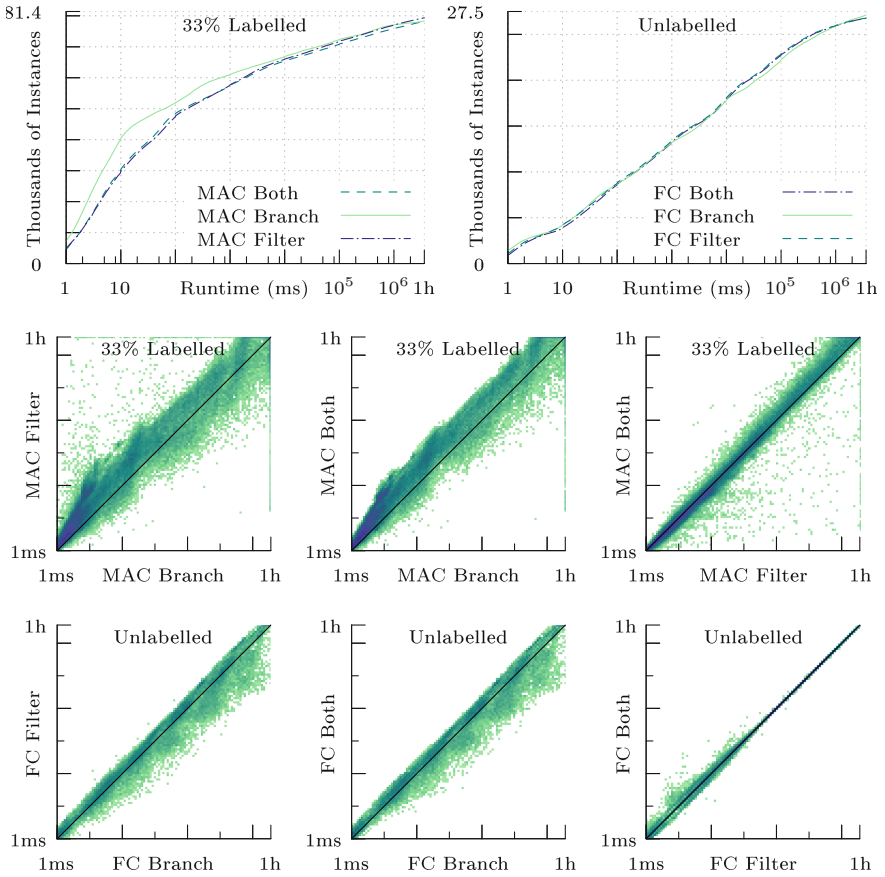 81.4
33% Labelled
Thousands of Instances
MAC Both
MAC Branch
MAC Filter
0
1 10 Runtime (ms) 10^5 10^6 1h
27.5
Unlabelled
Thousands of Instances
FC Both
FC Branch
FC Filter
0
1 10 Runtime (ms) 10^5 10^6 1h
1h
33% Labelled
MAC Filter
1ms
1ms MAC Branch 1h
1h
33% Labelled
MAC Both
1ms
1ms MAC Branch 1h
1h
33% Labelled
MAC Both
1ms
1ms MAC Filter 1h
1h
Unlabelled
FC Filter
1ms
1ms FC Branch 1h
1h
Unlabelled
FC Both
1ms
1ms FC Branch 1h
1h
Unlabelled
FC Both
1ms
1ms FC Filter 1h